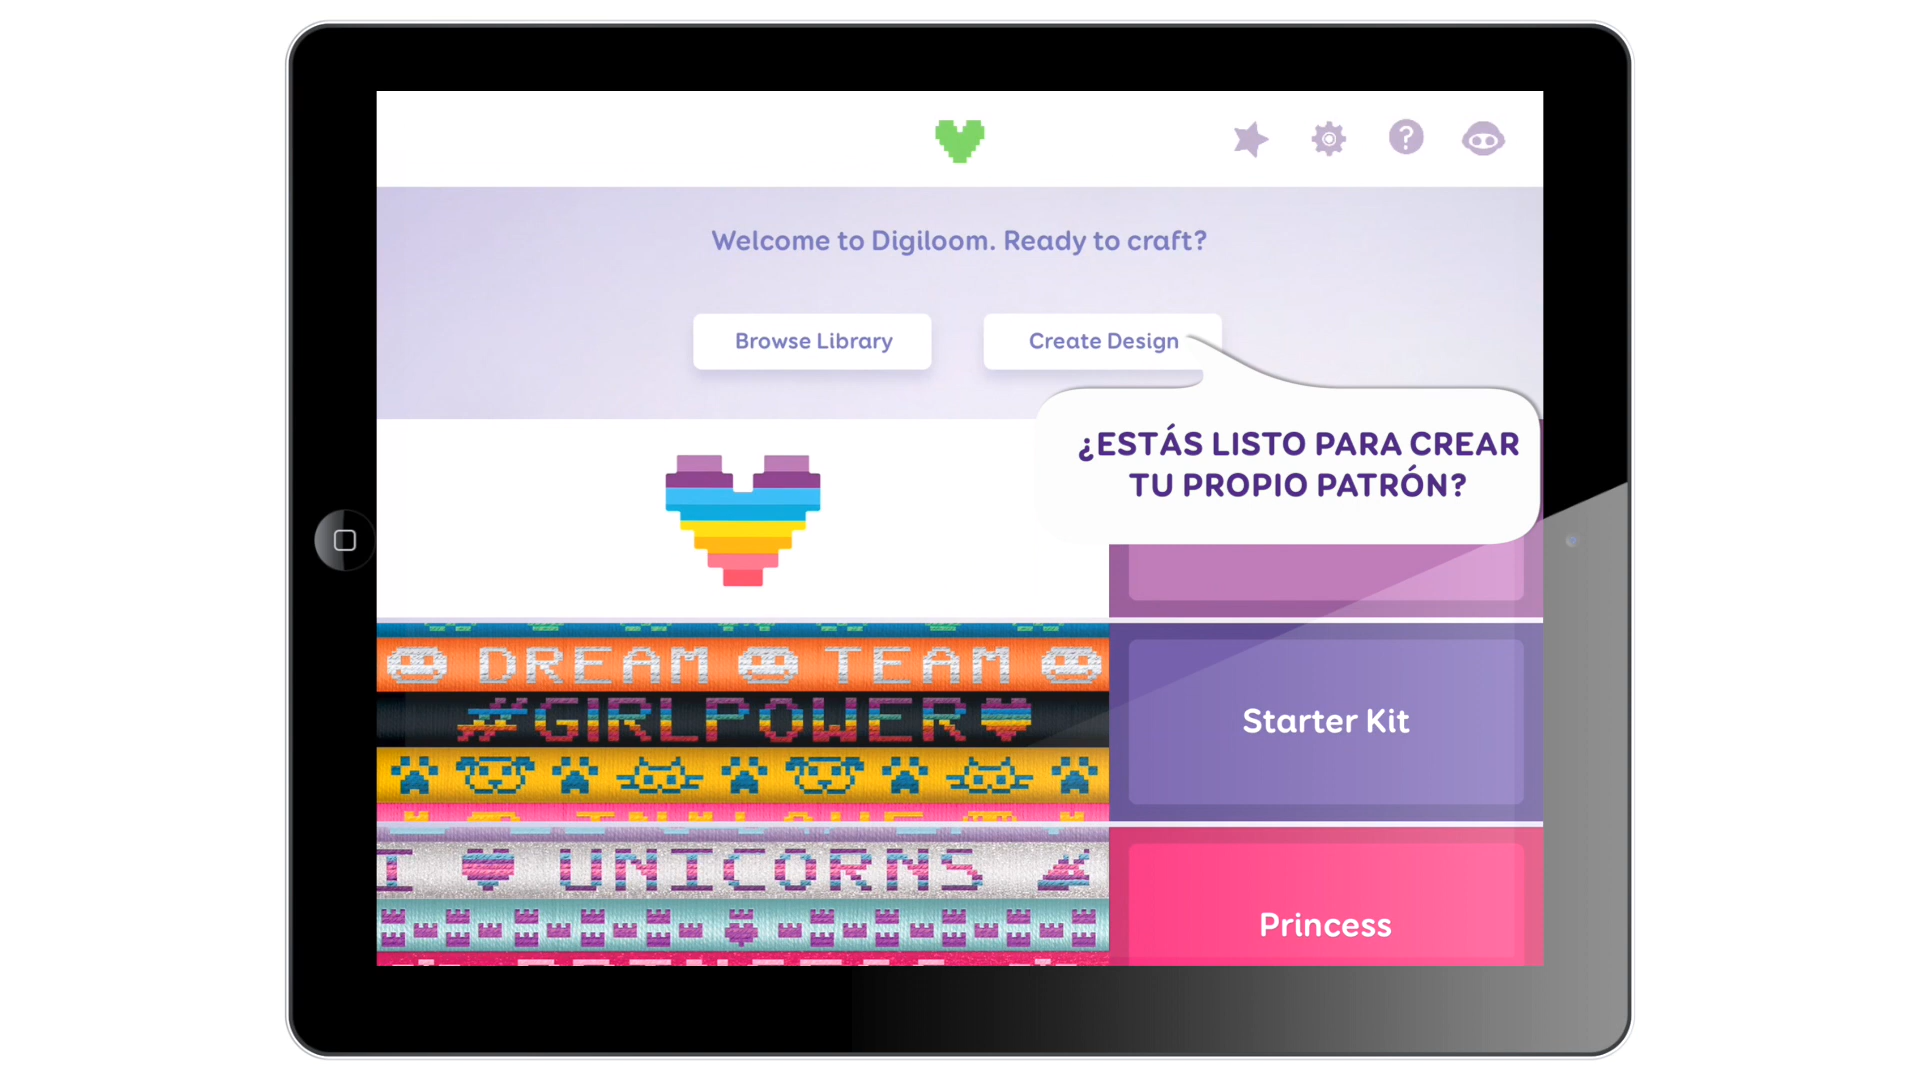 Welcome to Digiloom. Ready to craft?
Browse Library
Create Design
¿ESTÁS LISTO PARA CREAR
TU PROPIO PATRÓN?
DREAM TEAM
#GIRLPOWER
Starter Kit
I UNICORNS
Princess